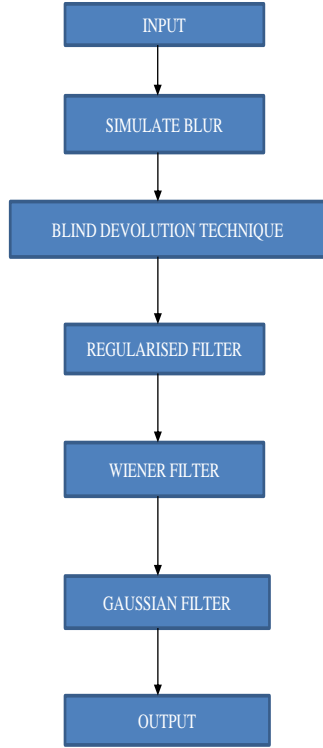 INPUT
SIMULATE BLUR
BLIND DEVOLUTION TECHNIQUE
REGULARISED FILTER
WIENER FILTER
GAUSSIAN FILTER
OUTPUT